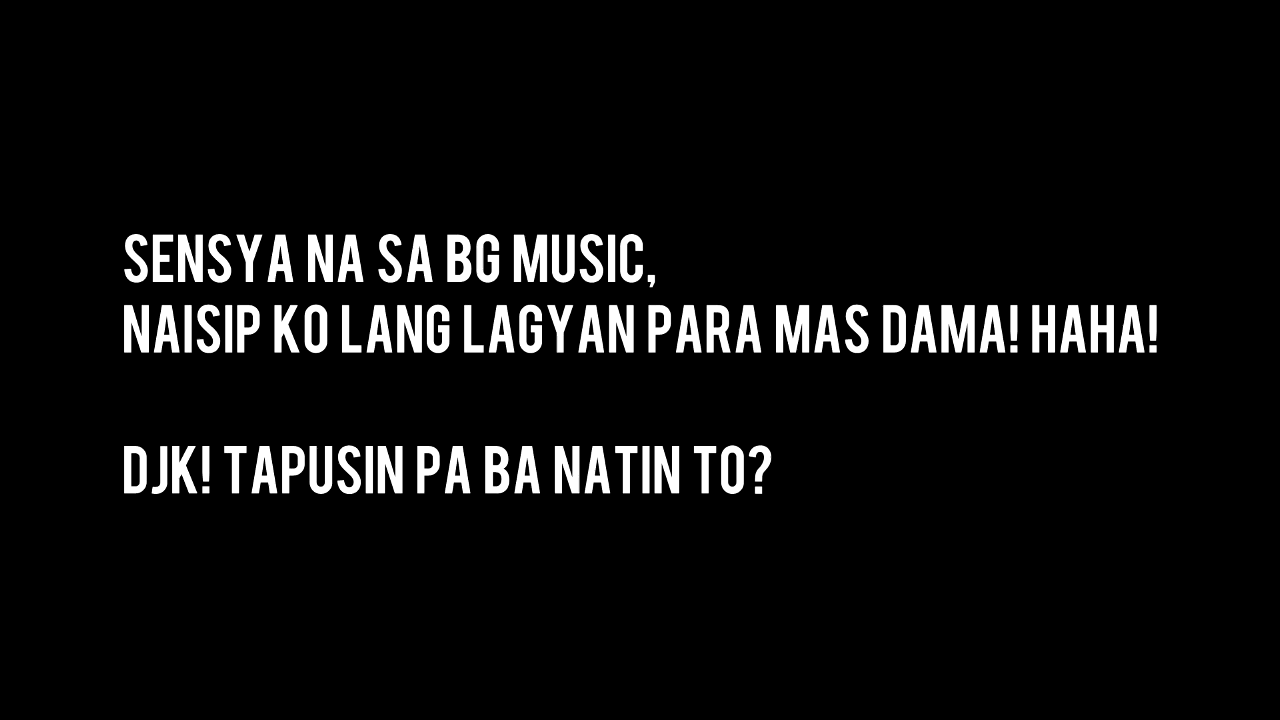 SENSYA NA SA BG MUSIC,
NAISIP KO LANG LAGYAN PARA MAS DAMA! HAHA!
DJK! TAPUSIN PA BA NATIN TO?